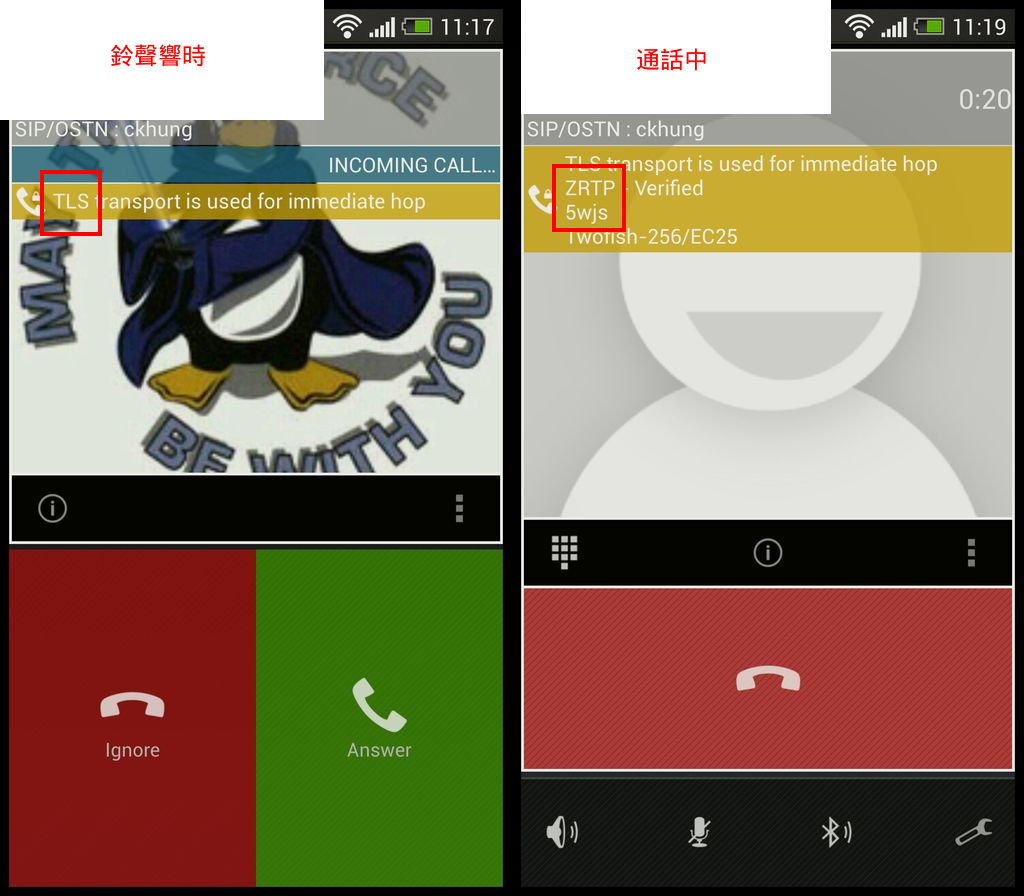 鈴聲響時
11:17
SIP/OSTN : ckhung
INCOMING CALL...
TLS transport is used for immediate hop
MAY THE FORCE
BE WITH YOU
Ignore
Answer
通話中
11:19
0:20
SIP/OSTN : ckhung
TLS transport is used for immediate hop
ZRTP - Verified
5wjs
Twofish-256/EC25